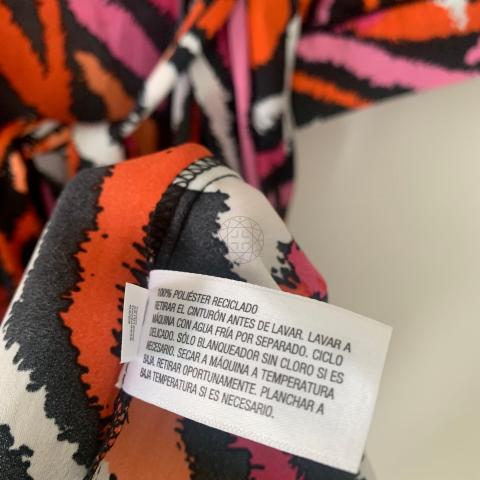 100% POLIÉSTER RECICLADO
RETIRAR EL CINTURÓN ANTES DE LAVAR. LAVAR A
MÁQUINA CON AGUA FRÍA POR SEPARADO. CICLO
DELICADO. SÓLO BLANQUEADOR SIN CLORO SI ES
NECESARIO. SECAR A MÁQUINA A TEMPERATURA
BAJA. RETIRAR OPORTUNAMENTE. PLANCHAR A
BAJA TEMPERATURA SI ES NECESARIO.